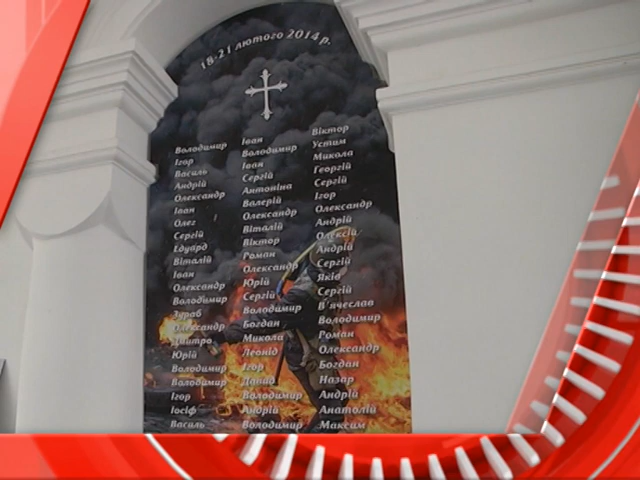 18-21 лютого 2014 р.
Володимир
Ігор
Василь
Андрій
Олександр
Іван
Олег
Сергій
Едуард
Віталій
Іван
Олександр
Володимир
Зураб
Олександр
Дмитро
Юрій
Володимир
Володимир
Ігор
Іосіф
Василь
Іван
Володимир
Іван
Сергій
Антоніна
Валерій
Олександр
Віталій
Віктор
Роман
Олександр
Юрій
Сергій
Володимир
Богдан
Микола
Леонід
Ігор
Давид
Володимир
Андрій
Володимир
Віктор
Устим
Микола
Георгій
Сергій
Ігор
Олександр
Андрій
Олексій
Андрій
Сергій
Яків
Сергій
В'ячеслав
Володимир
Роман
Олександр
Богдан
Назар
Андрій
Анатолій
Максим